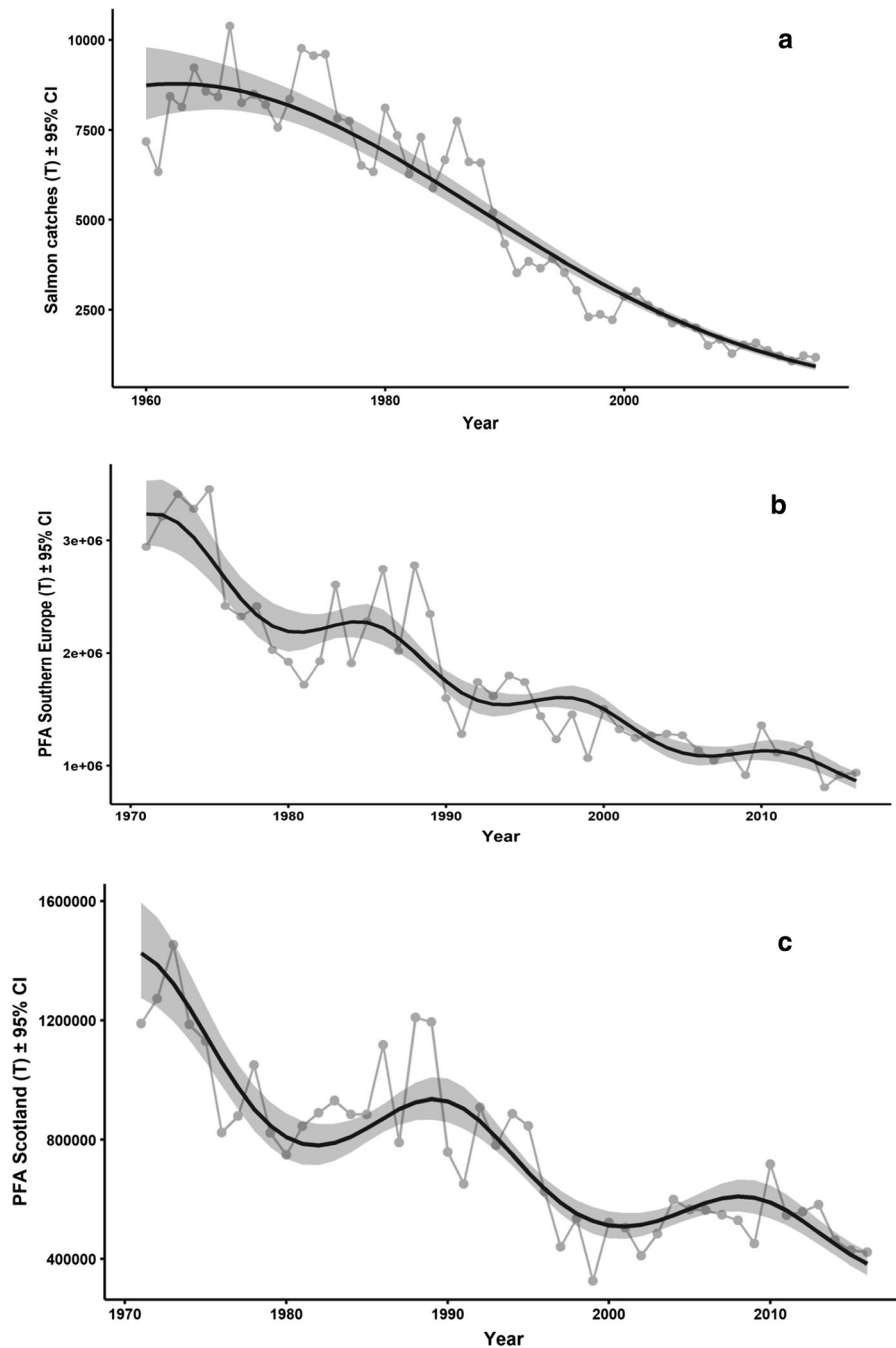 a
10000
7500
5000
2500
Salmon catches (T) ± 95% CI
1960 1980 2000
Year
b
3e+06
2e+06
1e+06
PFA Southern Europe (T) ± 95% CI
1970 1980 1990 2000 2010
Year
c
1600000
1200000
800000
400000
PFA Scotland (T) ± 95% CI
1970 1980 1990 2000 2010
Year